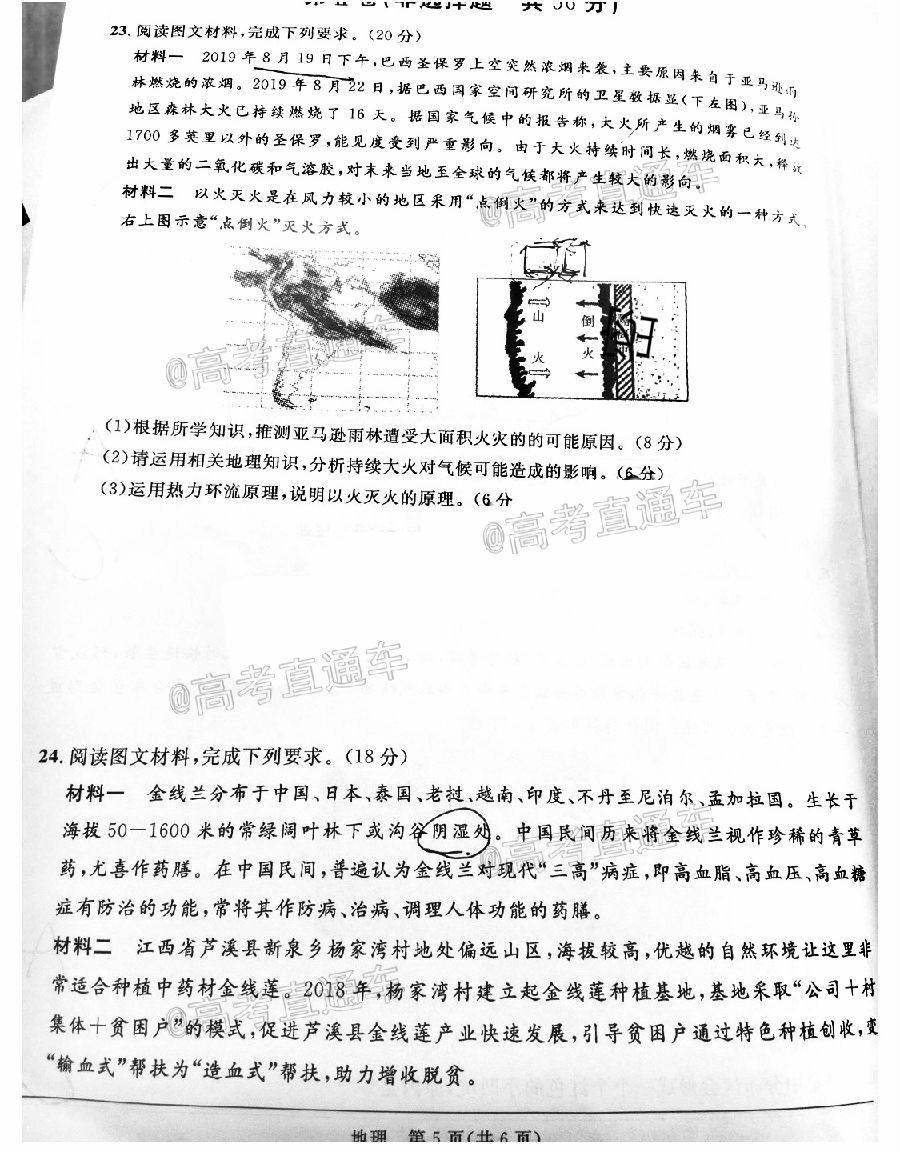 第Ⅱ卷(非选择题 共56分)
23. 阅读图文材料,完成下列要求。(20分)
材料一 2019年8月19日下午,巴西圣保罗上空突然浓烟来袭,主要原因来自于亚马逊雨
林燃烧的浓烟。2019年8月22日,据巴西国家空间研究所的卫星数据显(下左图),亚马孙
地区森林大火已持续燃烧了16天。据国家气候中的报告称,大火所产生的烟雾已经到达
1700多英里以外的圣保罗,能见度受到严重影向。由于大火持续时间长,燃烧面积大,释放
出大量的二氧化碳和气溶胶,对末来当地至全球的气候都将产生较大的影向。
材料二 以火灭火是在风力较小的地区采用“点倒火”的方式来达到快速灭火的一种方式,
右上图示意“点倒火”灭火方式。
山 倒
火 火
@高考直通车
@高考直通车
(1)根据所学知识,推测亚马逊雨林遭受大面积火灾的的可能原因。(8分)
(2)请运用相关地理知识,分析持续大火对气候可能造成的影响。(6分)
(3)运用热力环流原理,说明以火灭火的原理。(6分
@高考直通车
@高考直通车
24. 阅读图文材料,完成下列要求。(18分)
材料一 金线兰分布于中国、日本、泰国、老挝、越南、印度、不丹至尼泊尔、孟加拉国。生长于
海拔50—1600米的常绿阔叶林下或沟谷阴湿处。中国民间历来将金线兰视作珍稀的青草
药,尤喜作药膳。在中国民间,普遍认为金线兰对现代“三高”病症,即高血脂、高血压、高血糖
症有防治的功能,常将其作防病、治病、调理人体功能的药膳。
@高考直通车
材料二 江西省芦溪县新泉乡杨家湾村地处偏远山区,海拔较高,优越的自然环境让这里非
常适合种植中药材金线莲。2018年,杨家湾村建立起金线莲种植基地,基地采取“公司+村
集体+贫困户”的模式,促进芦溪县金线莲产业快速发展,引导贫困户通过特色种植创收,变
“输血式”帮扶为“造血式”帮扶,助力增收脱贫。
@高考直通车
地理 第5页(共6页)